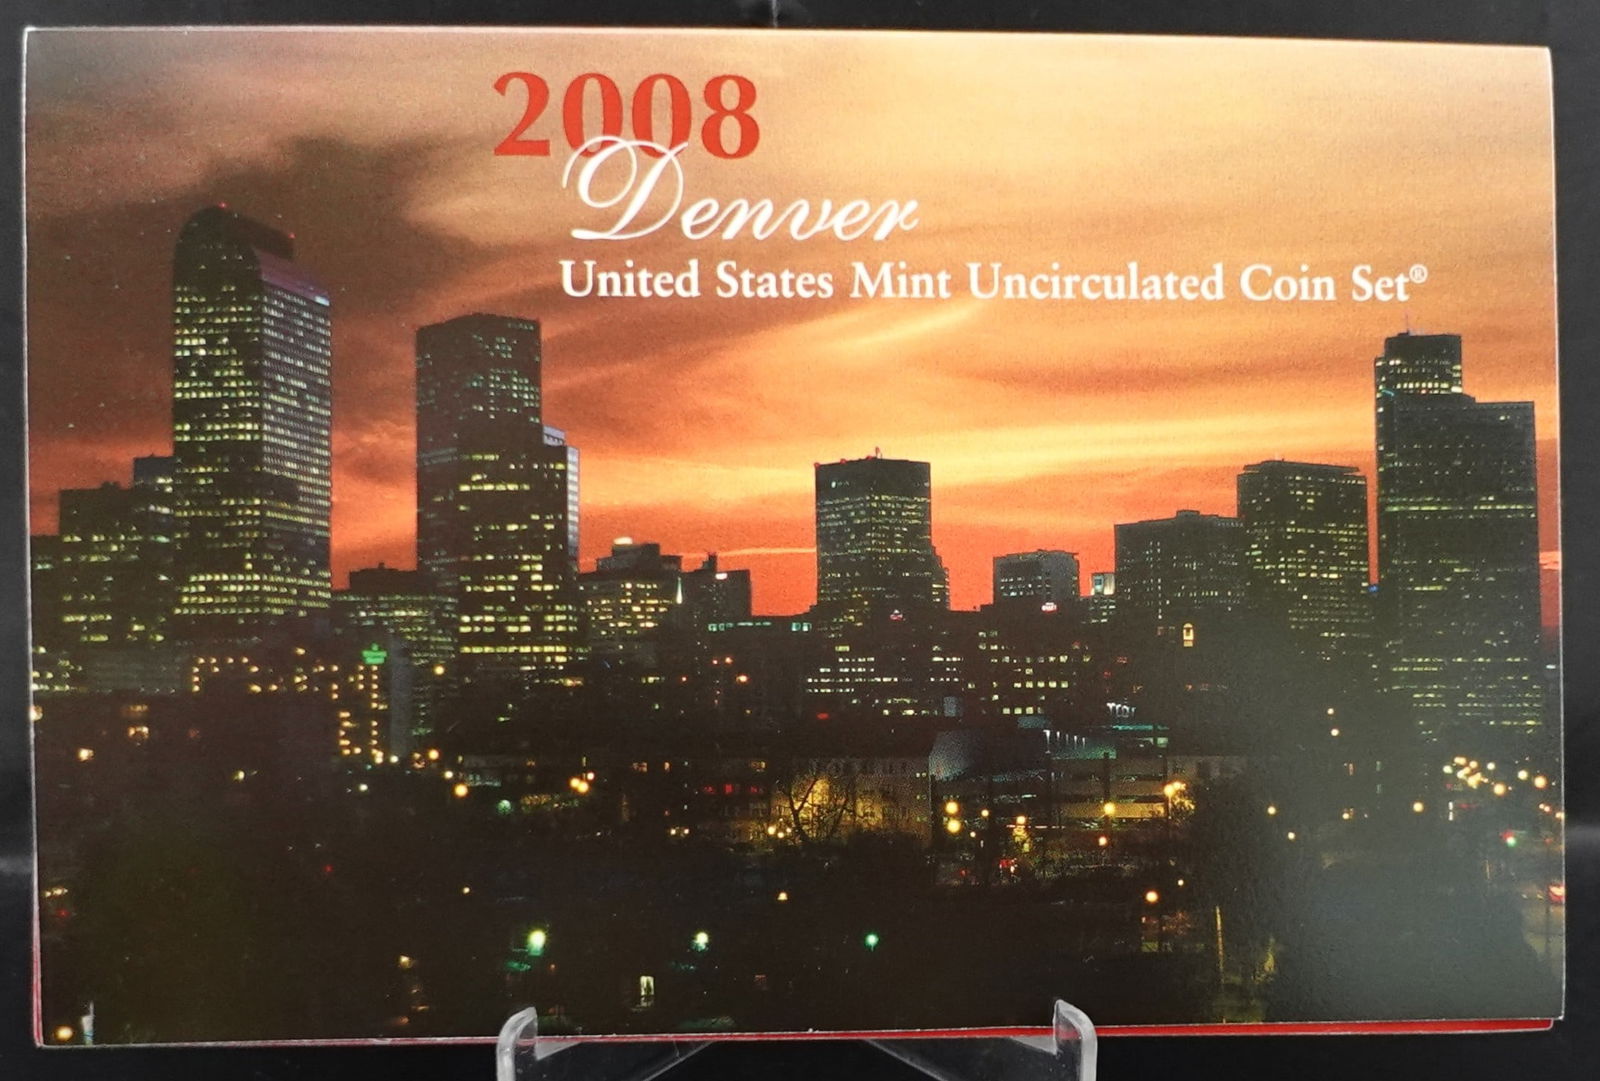 2008
Denver
United States Mint Uncirculated Coin Set®